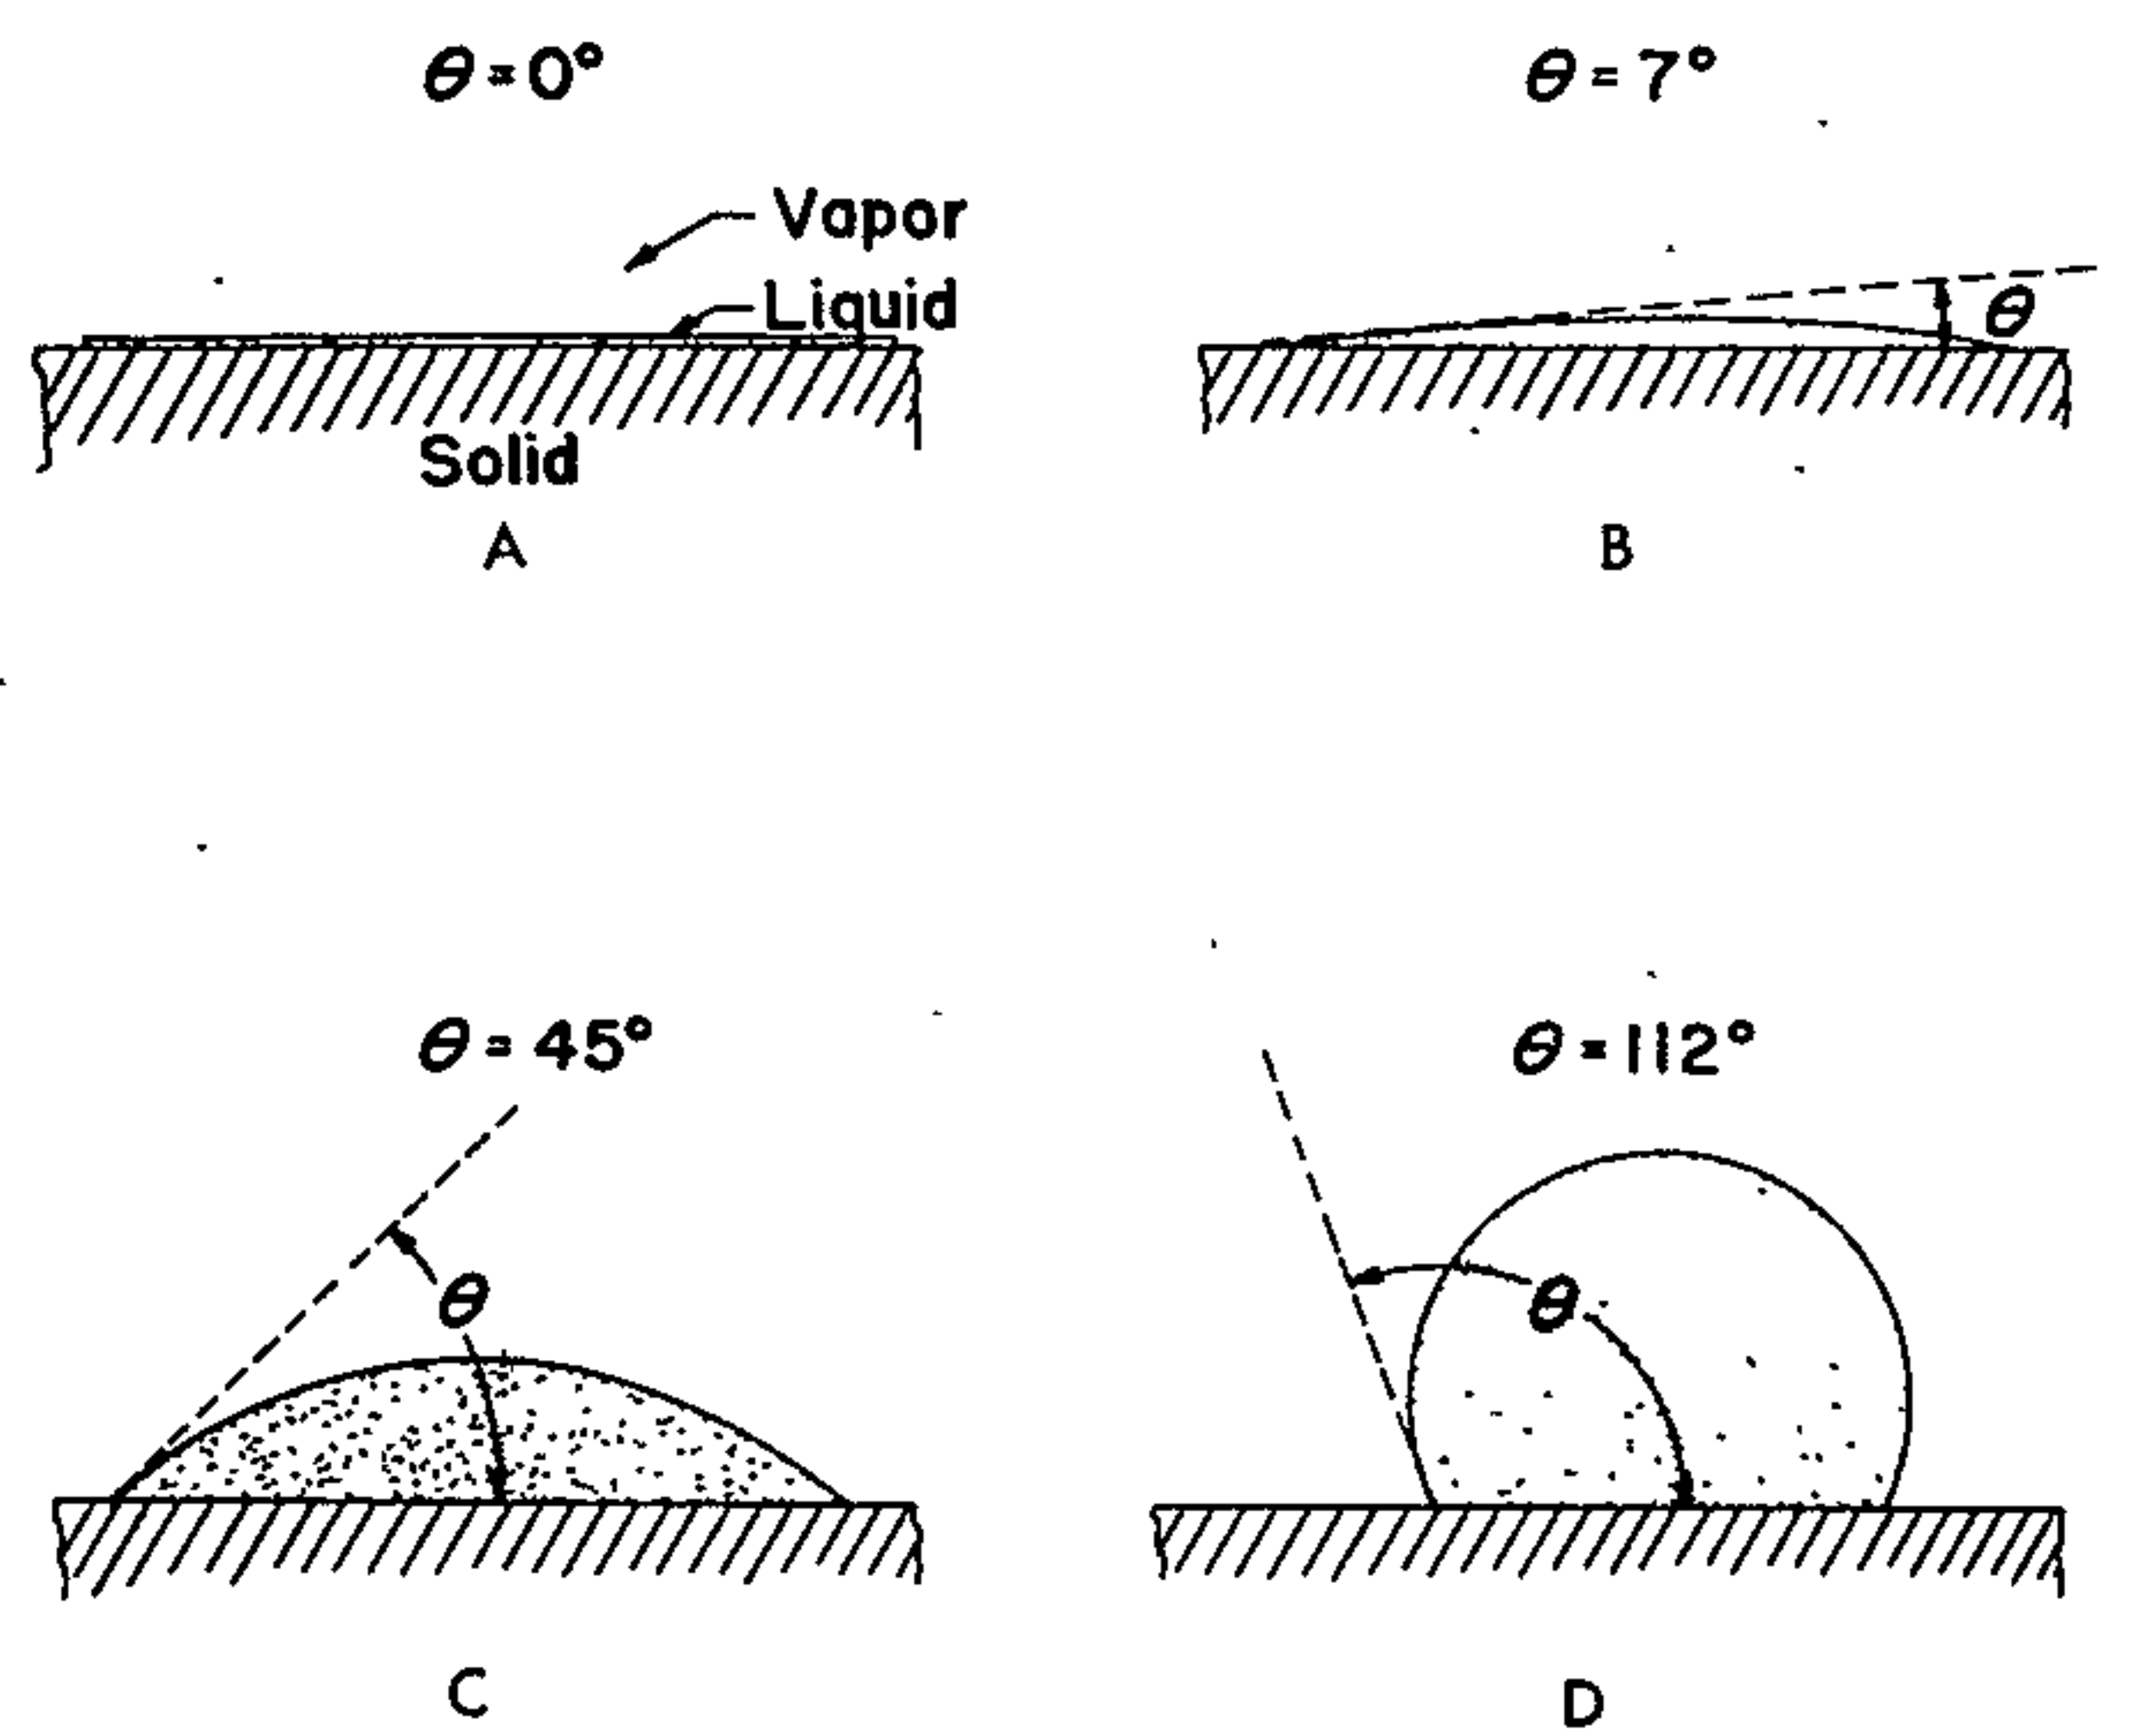 θ = 0°
Vapor
Liquid
Solid
A
θ = 7°
θ
B
θ = 45°
θ
C
θ = 112°
θ
D